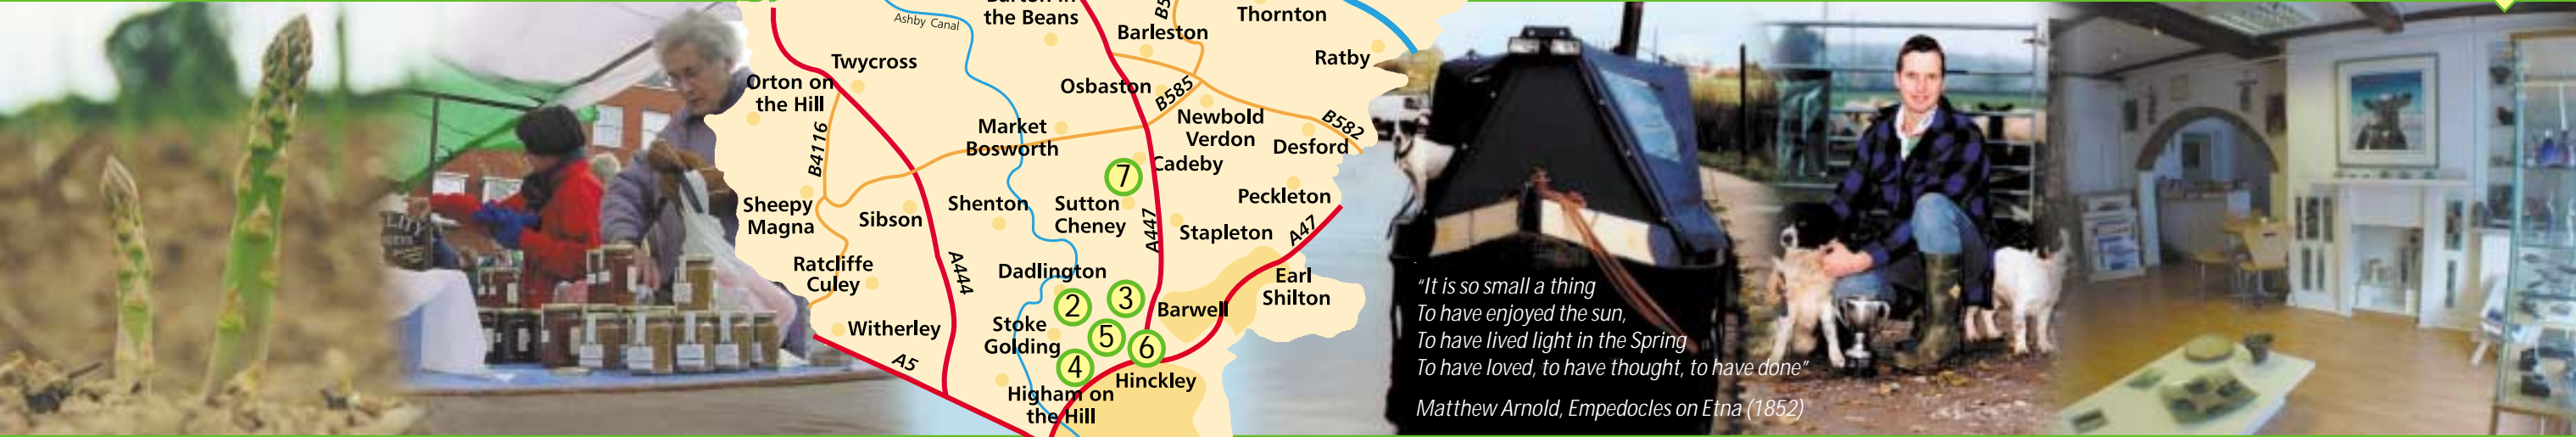 Ashby Canal
the Beans
Thornton
Barleston
Ratby
Twycross
Orton on
the Hill
Osbaston
B585
Newbold
Verdon
B582
Desford
Market
Bosworth
B4116
Cadeby
7
Peckleton
Sheepy
Magna
Sibson
Shenton
Sutton
Cheney
A447
Stapleton
A47
Ratcliffe
Culey
A444
Dadlington
Earl
Shilton
2
3
Barwell
Witherley
Stoke
Golding
5
6
A5
4
Hinckley
Higham on
the Hill
“It is so small a thing
To have enjoyed the sun,
To have lived light in the Spring
To have loved, to have thought, to have done”
Matthew Arnold, Empedocles on Etna (1852)